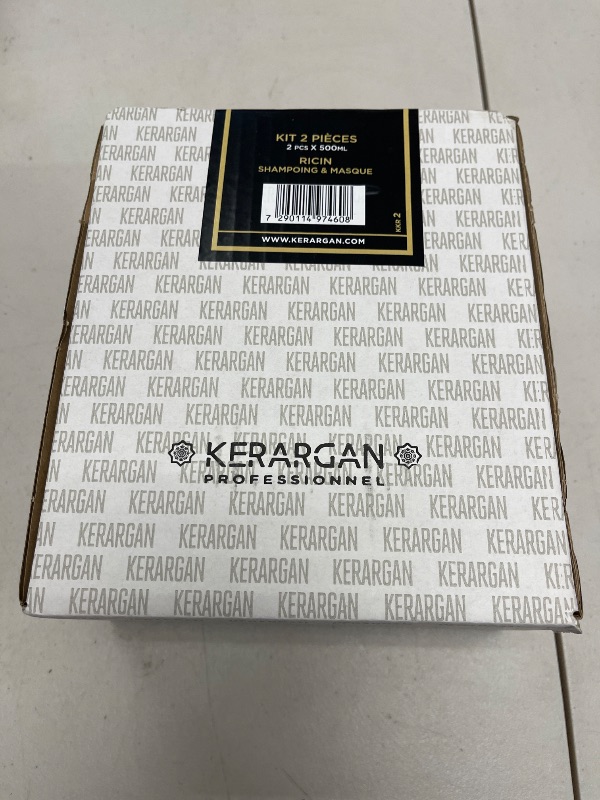 KIT 2 PIÈCES
2 PCS X 500ML
RICIN
SHAMPOING & MASQUE
7 290114 974608
KKR 2
WWW.KERARGAN.COM
KERARGAN
PROFESSIONNEL